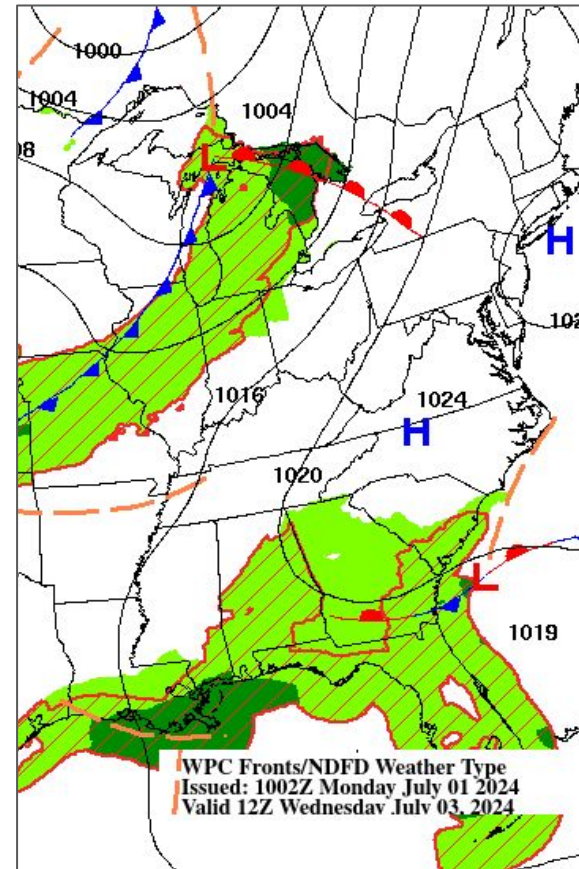 1000
1004
1004
08
L
H
102
1016
1024
H
1020
L
1019
WPC Fronts/NDFD Weather Type
Issued: 1002Z Monday July 01 2024
Valid 12Z Wednesday July 03, 2024